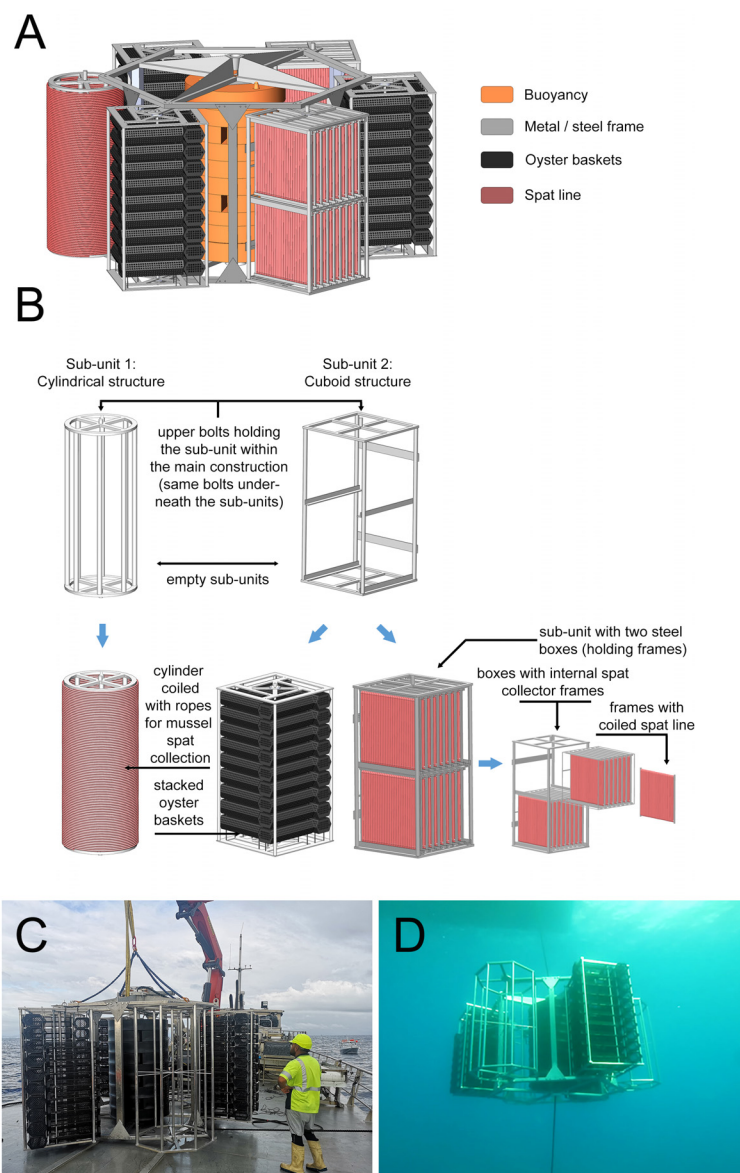 A
Buoyancy
Metal / steel frame
Oyster baskets
Spat line
B
Sub-unit 1:
Cylindrical structure
Sub-unit 2:
Cuboid structure
upper bolts holding
the sub-unit within
the main construction
(same bolts under-
neath the sub-units)
empty sub-units
cylinder
coiled
with ropes
for mussel
spat
collection
stacked
oyster
baskets
sub-unit with two steel
boxes (holding frames)
boxes with internal spat
collector frames
frames with
coiled spat line
C
D